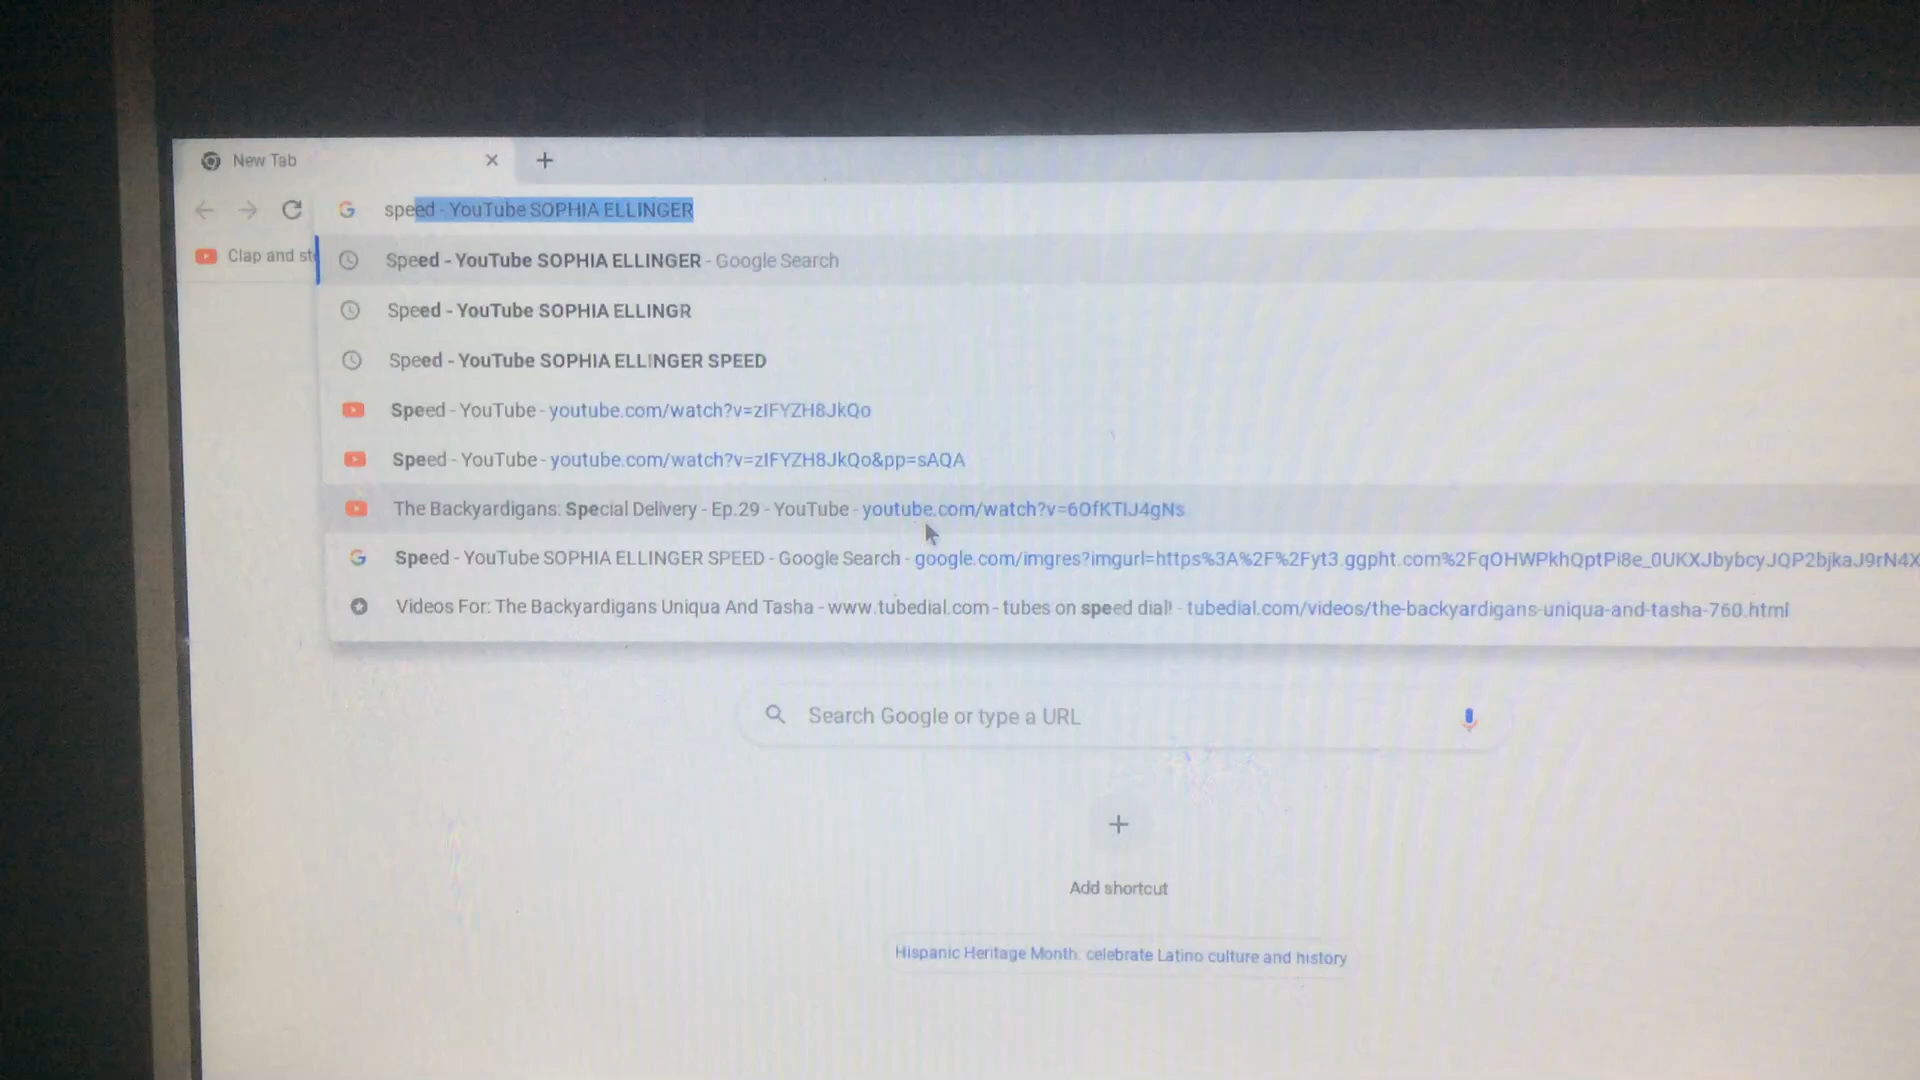 New Tab
speed - YouTube SOPHIA ELLINGER
Clap and st
Speed - YouTube SOPHIA ELLINGER - Google Search
Speed - YouTube SOPHIA ELLINGR
Speed - YouTube SOPHIA ELLINGER SPEED
Speed - YouTube - youtube.com/watch?v=zIFYZH8JkQo
Speed - YouTube - youtube.com/watch?v=zIFYZH8JkQo&pp=sAQA
The Backyardigans: Special Delivery - Ep.29 - YouTube - youtube.com/watch?v=6OfKTIJ4gNs
Speed - YouTube SOPHIA ELLINGER SPEED - Google Search - google.com/imgres?imgurl=https%3A%2F%2Fyt3.ggpht.com%2FqOHWPkhQptPi8e_0UKXJbybcyJQP2bjkaJ9rN4X
Videos For: The Backyardigans Uniqua And Tasha - www.tubedial.com - tubes on speed dial! - tubedial.com/videos/the-backyardigans-uniqua-and-tasha-760.html
Search Google or type a URL
Add shortcut
Hispanic Heritage Month: celebrate Latino culture and history